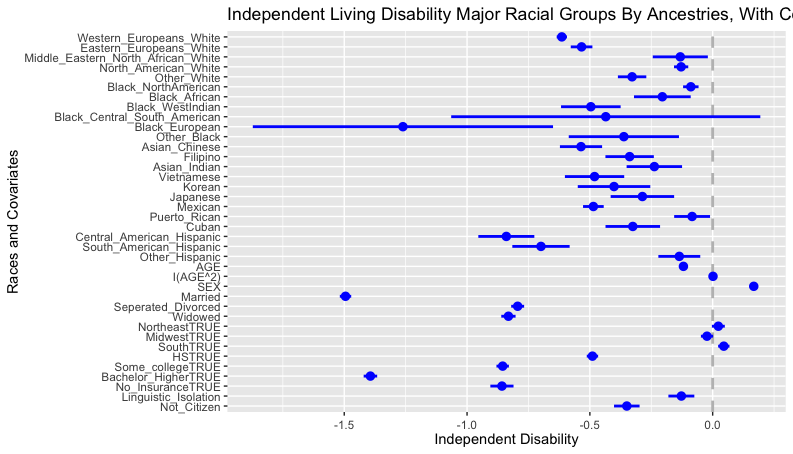 Independent Living Disability Major Racial Groups By Ancestries, With Co
Western_Europeans_White
Eastern_Europeans_White
Middle_Eastern_North_African_White
North_American_White
Other_White
Black_NorthAmerican
Black_African
Black_WestIndian
Black_Central_South_American
Black_European
Other_Black
Asian_Chinese
Filipino
Asian_Indian
Vietnamese
Korean
Japanese
Mexican
Puerto_Rican
Cuban
Central_American_Hispanic
South_American_Hispanic
Other_Hispanic
AGE
I(AGE^2)
SEX
Married
Seperated_Divorced
Widowed
NortheastTRUE
MidwestTRUE
SouthTRUE
HSTRUE
Some_collegeTRUE
Bachelor_HigherTRUE
No_InsuranceTRUE
Linguistic_Isolation
Not_Citizen
Races and Covariates
-1.5 -1.0 -0.5 0.0
Independent Disability